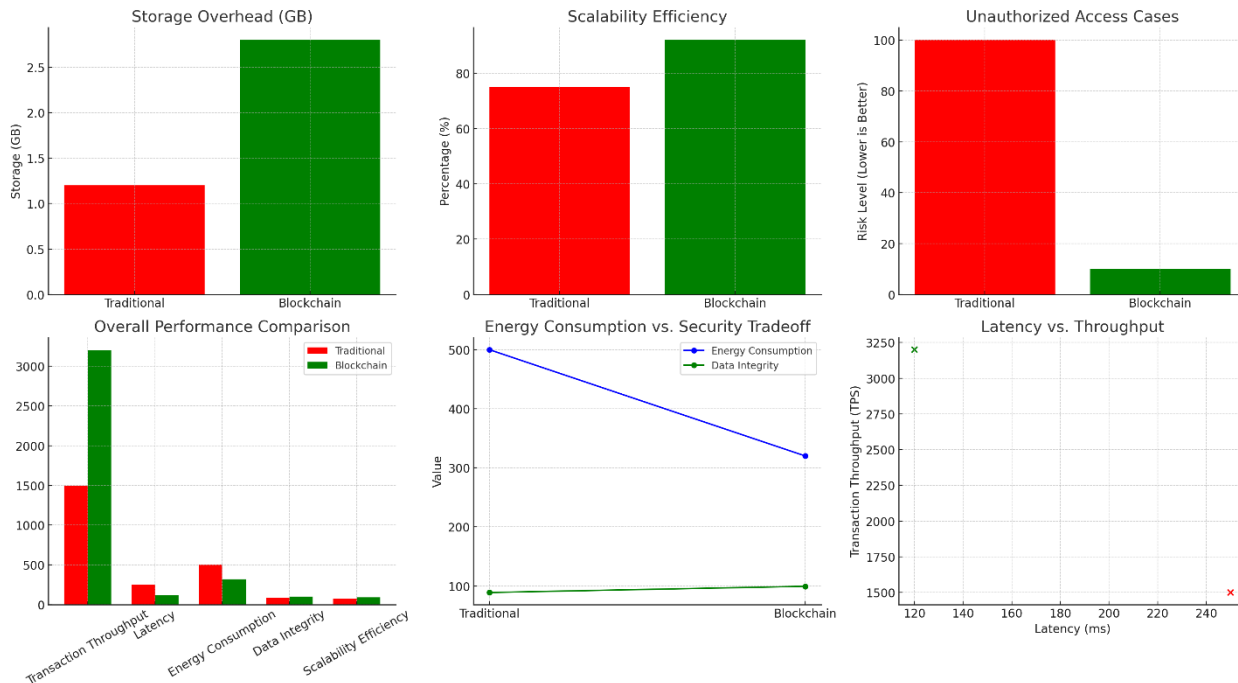 Storage Overhead (GB)
Storage (GB)
2.5
2.0
1.5
1.0
0.5
0.0
Traditional
Blockchain
Scalability Efficiency
Percentage (%)
80
60
40
20
0
Traditional
Blockchain
Unauthorized Access Cases
Risk Level (Lower is Better)
100
80
60
40
20
0
Traditional
Blockchain
Overall Performance Comparison
Traditional
Blockchain
3000
2500
2000
1500
1000
500
0
Transaction Throughput
Latency
Energy Consumption
Data Integrity
Scalability Efficiency
Energy Consumption vs. Security Tradeoff
Energy Consumption
Data Integrity
Value
500
400
300
200
100
Traditional
Blockchain
Latency vs. Throughput
Transaction Throughput (TPS)
3250
3000
2750
2500
2250
2000
1750
1500
120
140
160
180
200
220
240
Latency (ms)